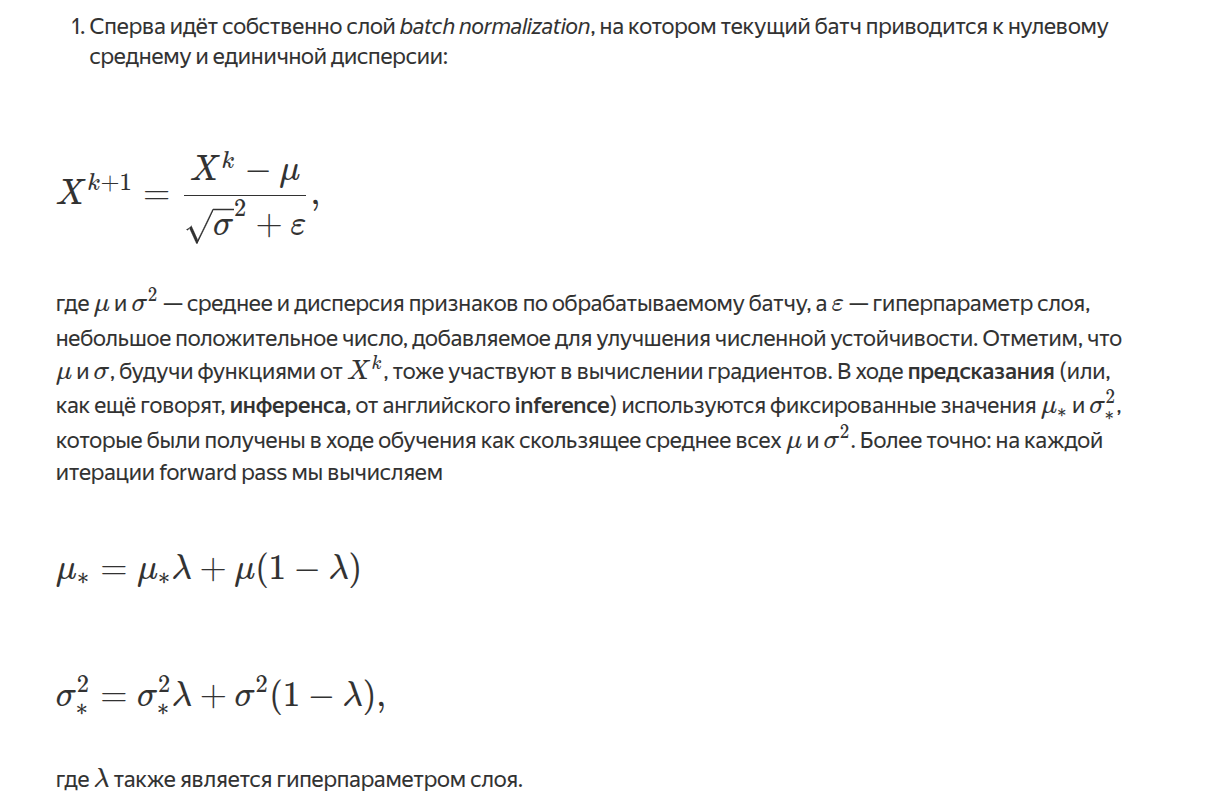 1. Сперва идёт собственно слой batch normalization, на котором текущий батч приводится к нулевому
среднему и единичной дисперсии:
$X^{k+1} = \frac{X^k - \mu}{\sqrt{\sigma}^2 + \varepsilon},$
где $\mu$ и $\sigma^2$ — среднее и дисперсия признаков по обрабатываемому батчу, а $\varepsilon$ — гиперпараметр слоя,
небольшое положительное число, добавляемое для улучшения численной устойчивости. Отметим, что
$\mu$ и $\sigma$, будучи функциями от $X^k$, тоже участвуют в вычислении градиентов. В ходе предсказания (или,
как ещё говорят, инференса, от английского inference) используются фиксированные значения $\mu_*$ и $\sigma_*^2$,
которые были получены в ходе обучения как скользящее среднее всех $\mu$ и $\sigma^2$. Более точно: на каждой
итерации forward pass мы вычисляем
$\mu_* = \mu_* \lambda + \mu(1 - \lambda)$
$\sigma_*^2 = \sigma_*^2 \lambda + \sigma^2(1 - \lambda),$
где $\lambda$ также является гиперпараметром слоя.